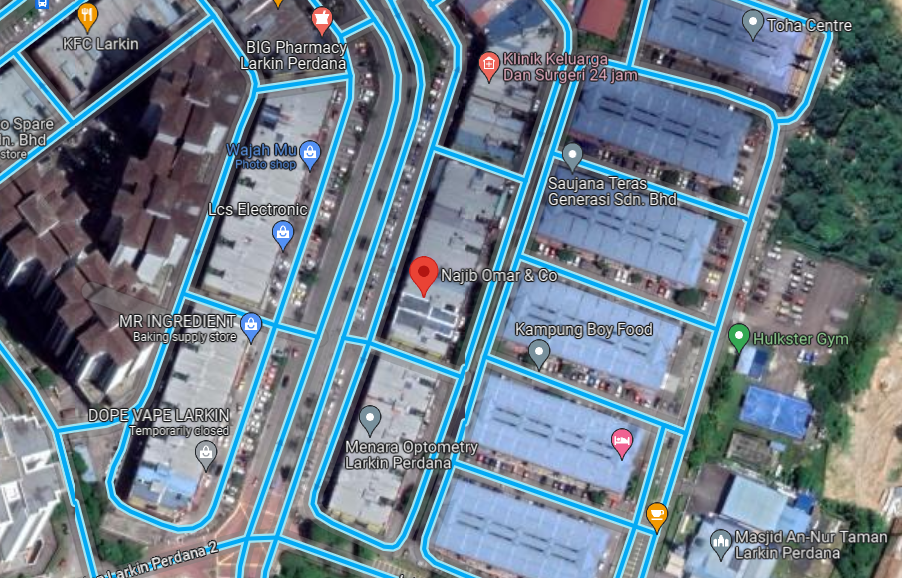 KFC Larkin
BIG Pharmacy
Larkin Perdana
Klinik Keluarga
Dan Surgeri 24 jam
Toha Centre
o Spare
n. Bhd
store
Wajah Mu
Photo shop
Saujana Teras
Generasi Sdn. Bhd
Lcs Electronic
Najib Omar & Co
MR INGREDIENT
Baking supply store
Kampung Boy Food
Hulkster Gym
DOPE VAPE LARKIN
Temporarily closed
Menara Optometry
Larkin Perdana
Masjid An-Nur Taman
Larkin Perdana
Larkin Perdana 2